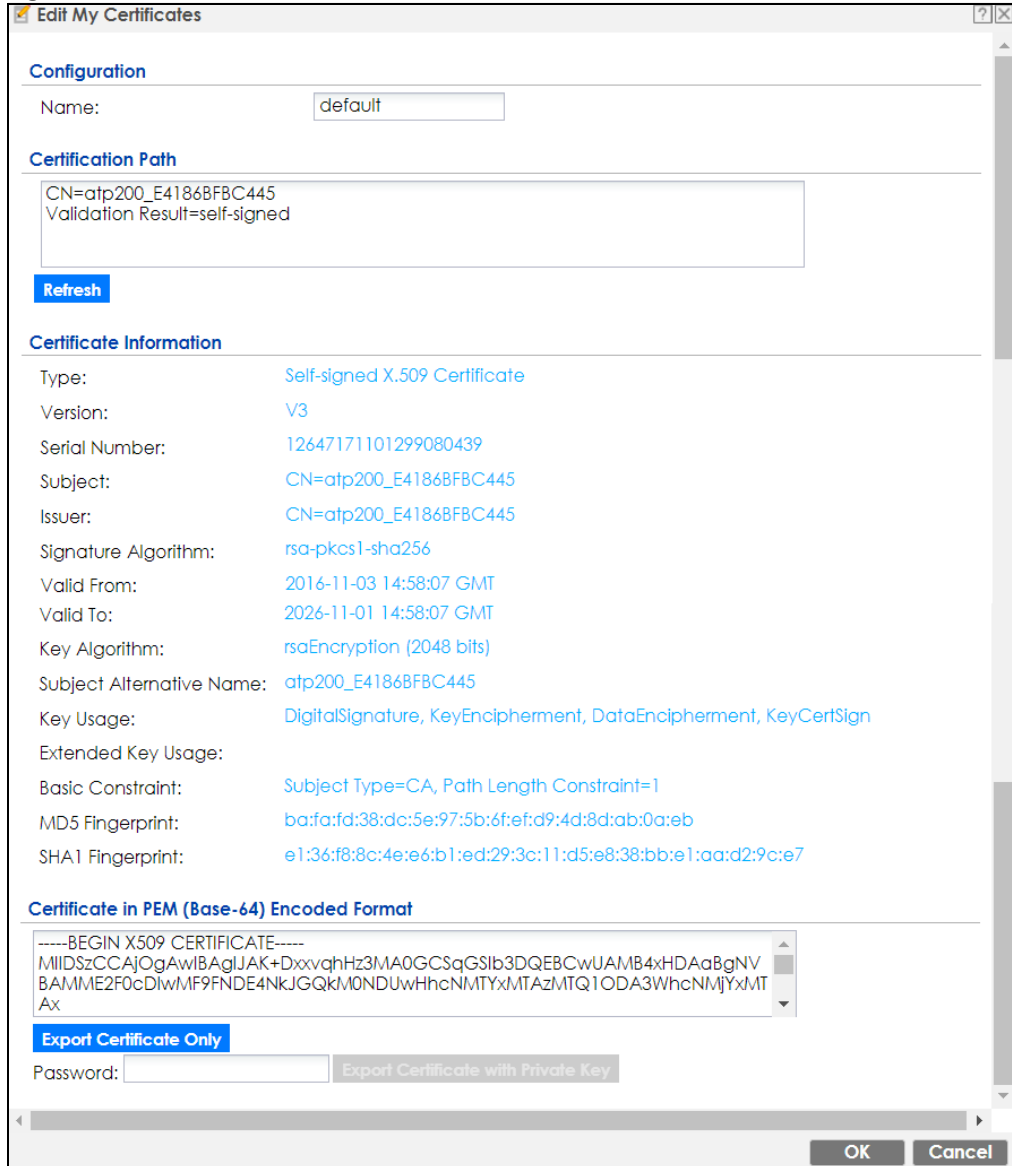 Edit My Certificates
Configuration
Name: default
Certification Path
CN=atp200_E4186BFBC445
Validation Result=self-signed
Refresh
Certificate Information
Type: Self-signed X.509 Certificate
Version: V3
Serial Number: 12647171101299080439
Subject: CN=atp200_E4186BFBC445
Issuer: CN=atp200_E4186BFBC445
Signature Algorithm: rsa-pkcs1-sha256
Valid From: 2016-11-03 14:58:07 GMT
Valid To: 2026-11-01 14:58:07 GMT
Key Algorithm: rsaEncryption (2048 bits)
Subject Alternative Name: atp200_E4186BFBC445
Key Usage: DigitalSignature, KeyEncipherment, DataEncipherment, KeyCertSign
Extended Key Usage:
Basic Constraint: Subject Type=CA, Path Length Constraint=1
MD5 Fingerprint: ba:fa:fd:38:dc:5e:97:5b:6f:ef:d9:4d:8d:ab:0a:eb
SHA1 Fingerprint: e1:36:f8:8c:4e:e6:b1:ed:29:3c:11:d5:e8:38:bb:e1:aa:d2:9c:e7
Certificate in PEM (Base-64) Encoded Format
-----BEGIN X509 CERTIFICATE-----
MIIDSzCCAjOgAwIBAgIJAK+DxxvqhHz3MA0GCSqGSIb3DQEBCwUAMB4xHDAaBgNV
BAMME2F0cDIwMF9FNDE4NkJGQkM0NDUwHhcNMTYxMTAzMTQ1ODA3WhcNMjYxMT
Ax
Export Certificate Only
Password: Export Certificate with Private Key
OK Cancel